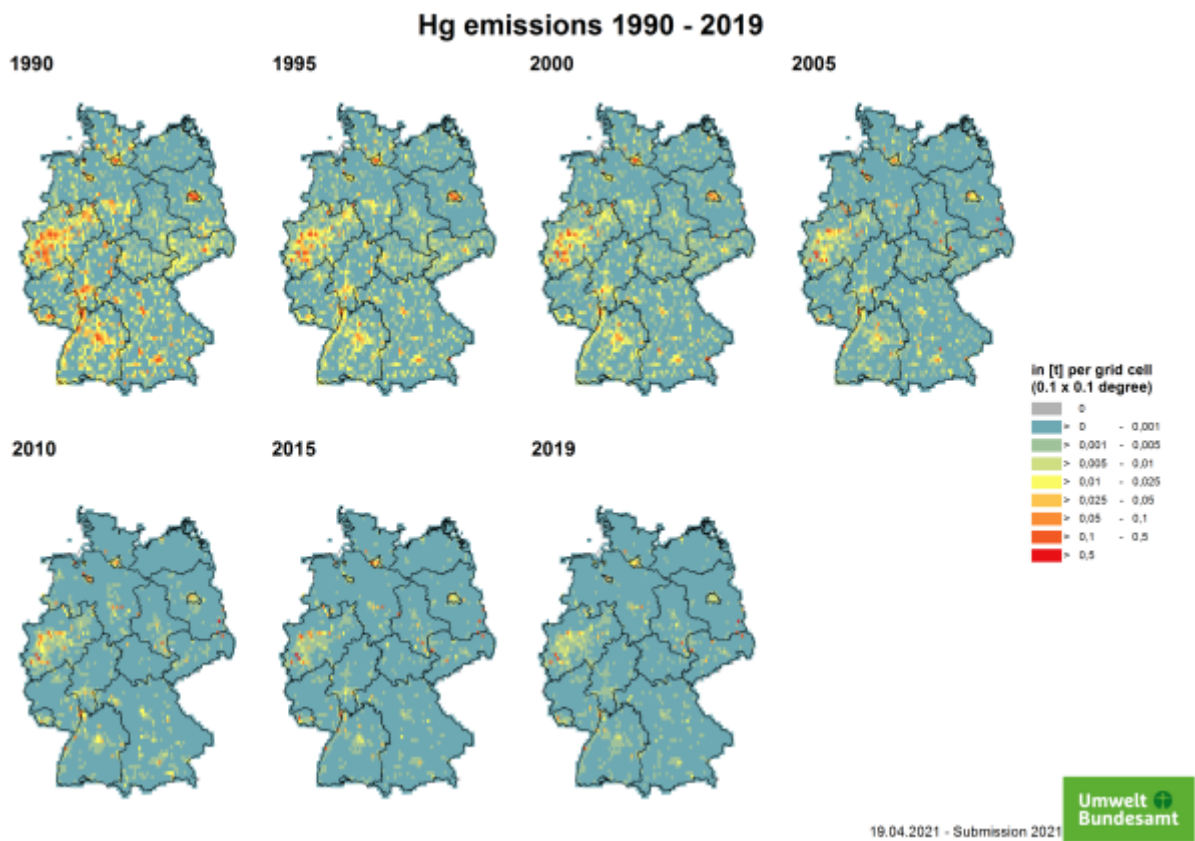 Hg emissions 1990 - 2019
1990
1995
2000
2005
in [t] per grid cell
(0.1 x 0.1 degree)
0
> 0 - 0,001
> 0,001 - 0,005
> 0,005 - 0,01
> 0,01 - 0,025
> 0,025 - 0,05
> 0,05 - 0,1
> 0,1 - 0,5
> 0,5
2010
2015
2019
19.04.2021 - Submission 2021
Umwelt
Bundesamt